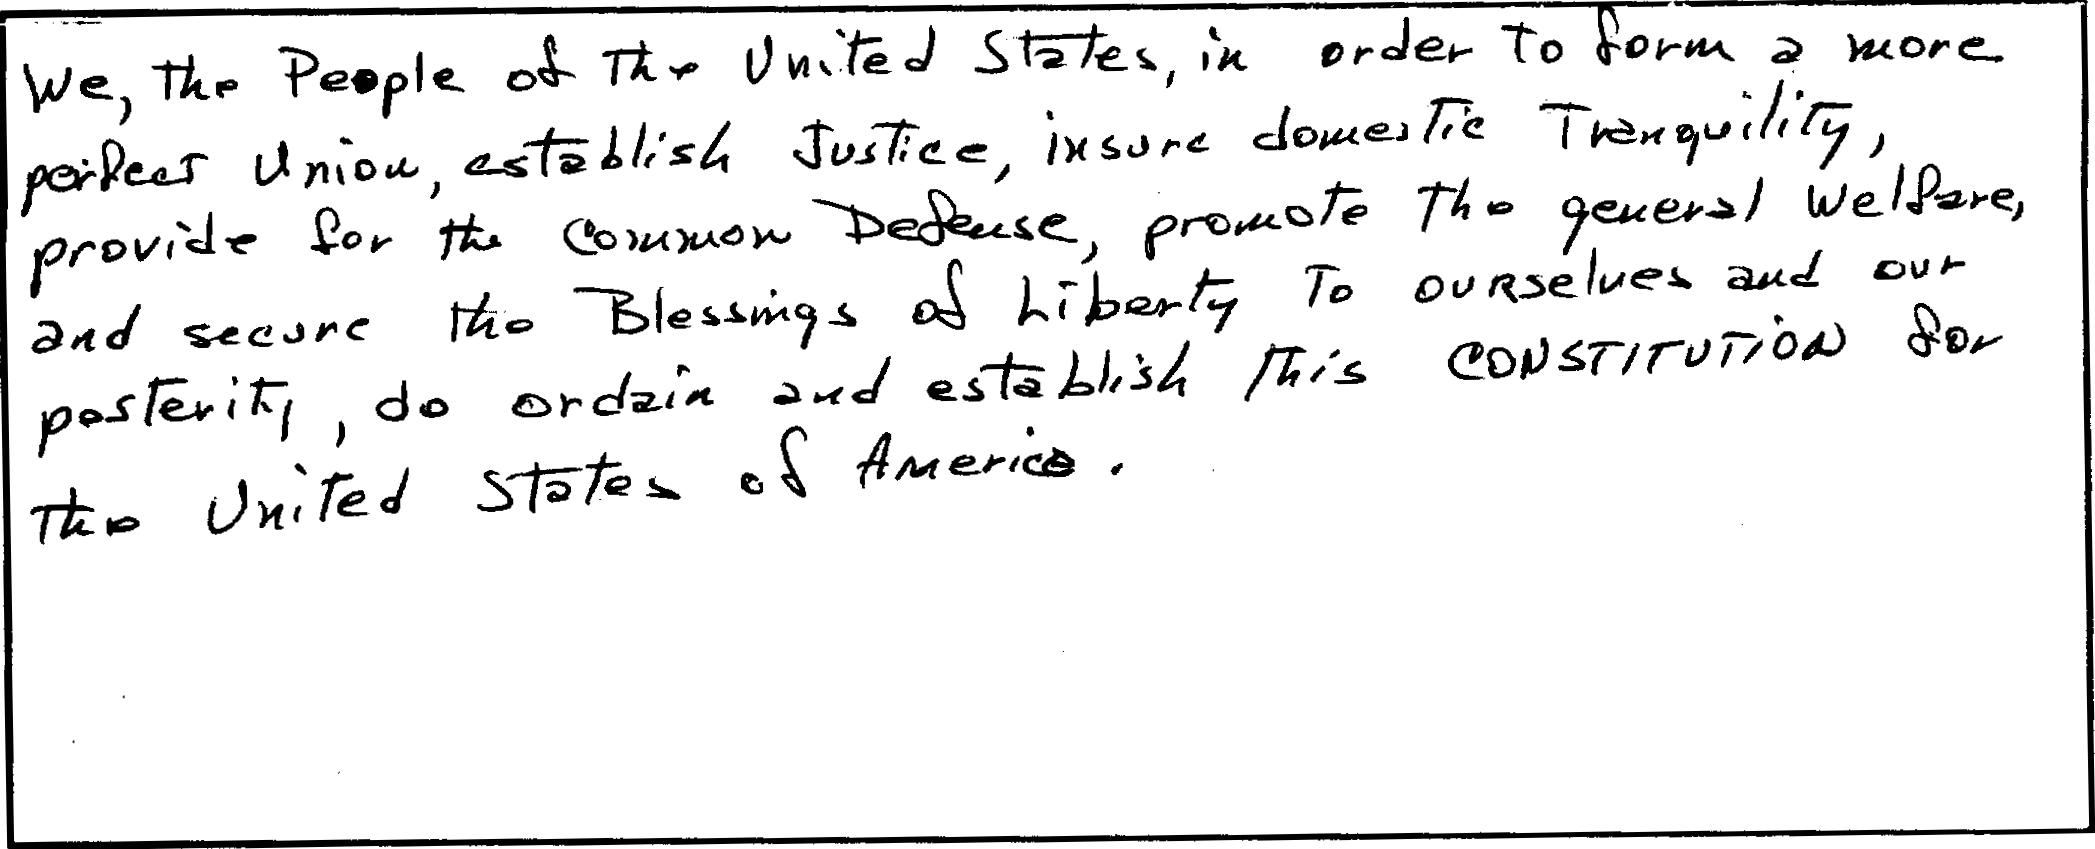 We, the People of the United States, in order to form a more
perfect Union, establish Justice, insure domestic Tranquility,
provide for the Common Defense, promote the general Welfare,
and secure the Blessings of Liberty to ourselves and our
posterity, do ordain and establish this CONSTITUTION for
the United States of America.